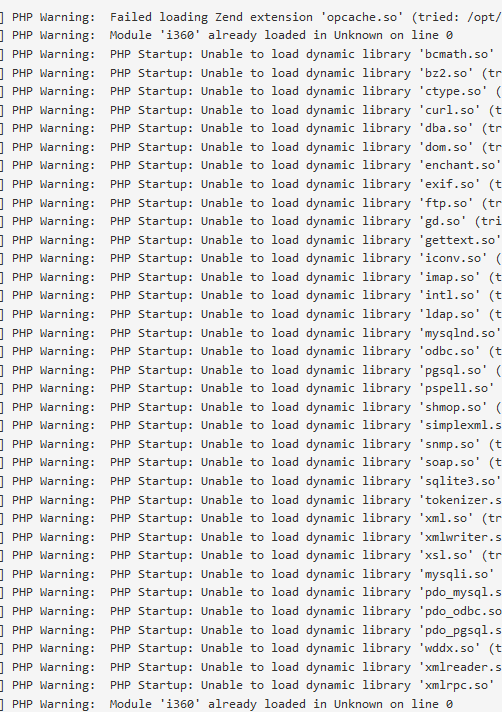 ] PHP Warning:  Failed loading Zend extension 'opcache.so' (tried: /opt/
] PHP Warning:  Module 'i360' already loaded in Unknown on line 0
] PHP Warning:  PHP Startup: Unable to load dynamic library 'bcmath.so'
] PHP Warning:  PHP Startup: Unable to load dynamic library 'bz2.so' (tr
] PHP Warning:  PHP Startup: Unable to load dynamic library 'ctype.so' (
] PHP Warning:  PHP Startup: Unable to load dynamic library 'curl.so' (t
] PHP Warning:  PHP Startup: Unable to load dynamic library 'dba.so' (tr
] PHP Warning:  PHP Startup: Unable to load dynamic library 'dom.so' (tr
] PHP Warning:  PHP Startup: Unable to load dynamic library 'enchant.so'
] PHP Warning:  PHP Startup: Unable to load dynamic library 'exif.so' (t
] PHP Warning:  PHP Startup: Unable to load dynamic library 'ftp.so' (tr
] PHP Warning:  PHP Startup: Unable to load dynamic library 'gd.so' (tri
] PHP Warning:  PHP Startup: Unable to load dynamic library 'gettext.so'
] PHP Warning:  PHP Startup: Unable to load dynamic library 'iconv.so' (
] PHP Warning:  PHP Startup: Unable to load dynamic library 'imap.so' (t
] PHP Warning:  PHP Startup: Unable to load dynamic library 'intl.so' (t
] PHP Warning:  PHP Startup: Unable to load dynamic library 'ldap.so' (t
] PHP Warning:  PHP Startup: Unable to load dynamic library 'mysqlnd.so'
] PHP Warning:  PHP Startup: Unable to load dynamic library 'odbc.so' (t
] PHP Warning:  PHP Startup: Unable to load dynamic library 'pgsql.so' (
] PHP Warning:  PHP Startup: Unable to load dynamic library 'pspell.so'
] PHP Warning:  PHP Startup: Unable to load dynamic library 'shmop.so' (
] PHP Warning:  PHP Startup: Unable to load dynamic library 'simplexml.s
] PHP Warning:  PHP Startup: Unable to load dynamic library 'snmp.so' (t
] PHP Warning:  PHP Startup: Unable to load dynamic library 'soap.so' (t
] PHP Warning:  PHP Startup: Unable to load dynamic library 'sqlite3.so'
] PHP Warning:  PHP Startup: Unable to load dynamic library 'tokenizer.s
] PHP Warning:  PHP Startup: Unable to load dynamic library 'xml.so' (tr
] PHP Warning:  PHP Startup: Unable to load dynamic library 'xmlwriter.s
] PHP Warning:  PHP Startup: Unable to load dynamic library 'xsl.so' (tr
] PHP Warning:  PHP Startup: Unable to load dynamic library 'mysqli.so'
] PHP Warning:  PHP Startup: Unable to load dynamic library 'pdo_mysql.s
] PHP Warning:  PHP Startup: Unable to load dynamic library 'pdo_odbc.so
] PHP Warning:  PHP Startup: Unable to load dynamic library 'pdo_pgsql.s
] PHP Warning:  PHP Startup: Unable to load dynamic library 'wddx.so' (t
] PHP Warning:  PHP Startup: Unable to load dynamic library 'xmlreader.s
] PHP Warning:  PHP Startup: Unable to load dynamic library 'xmlrpc.so'
] PHP Warning:  Module 'i360' already loaded in Unknown on line 0